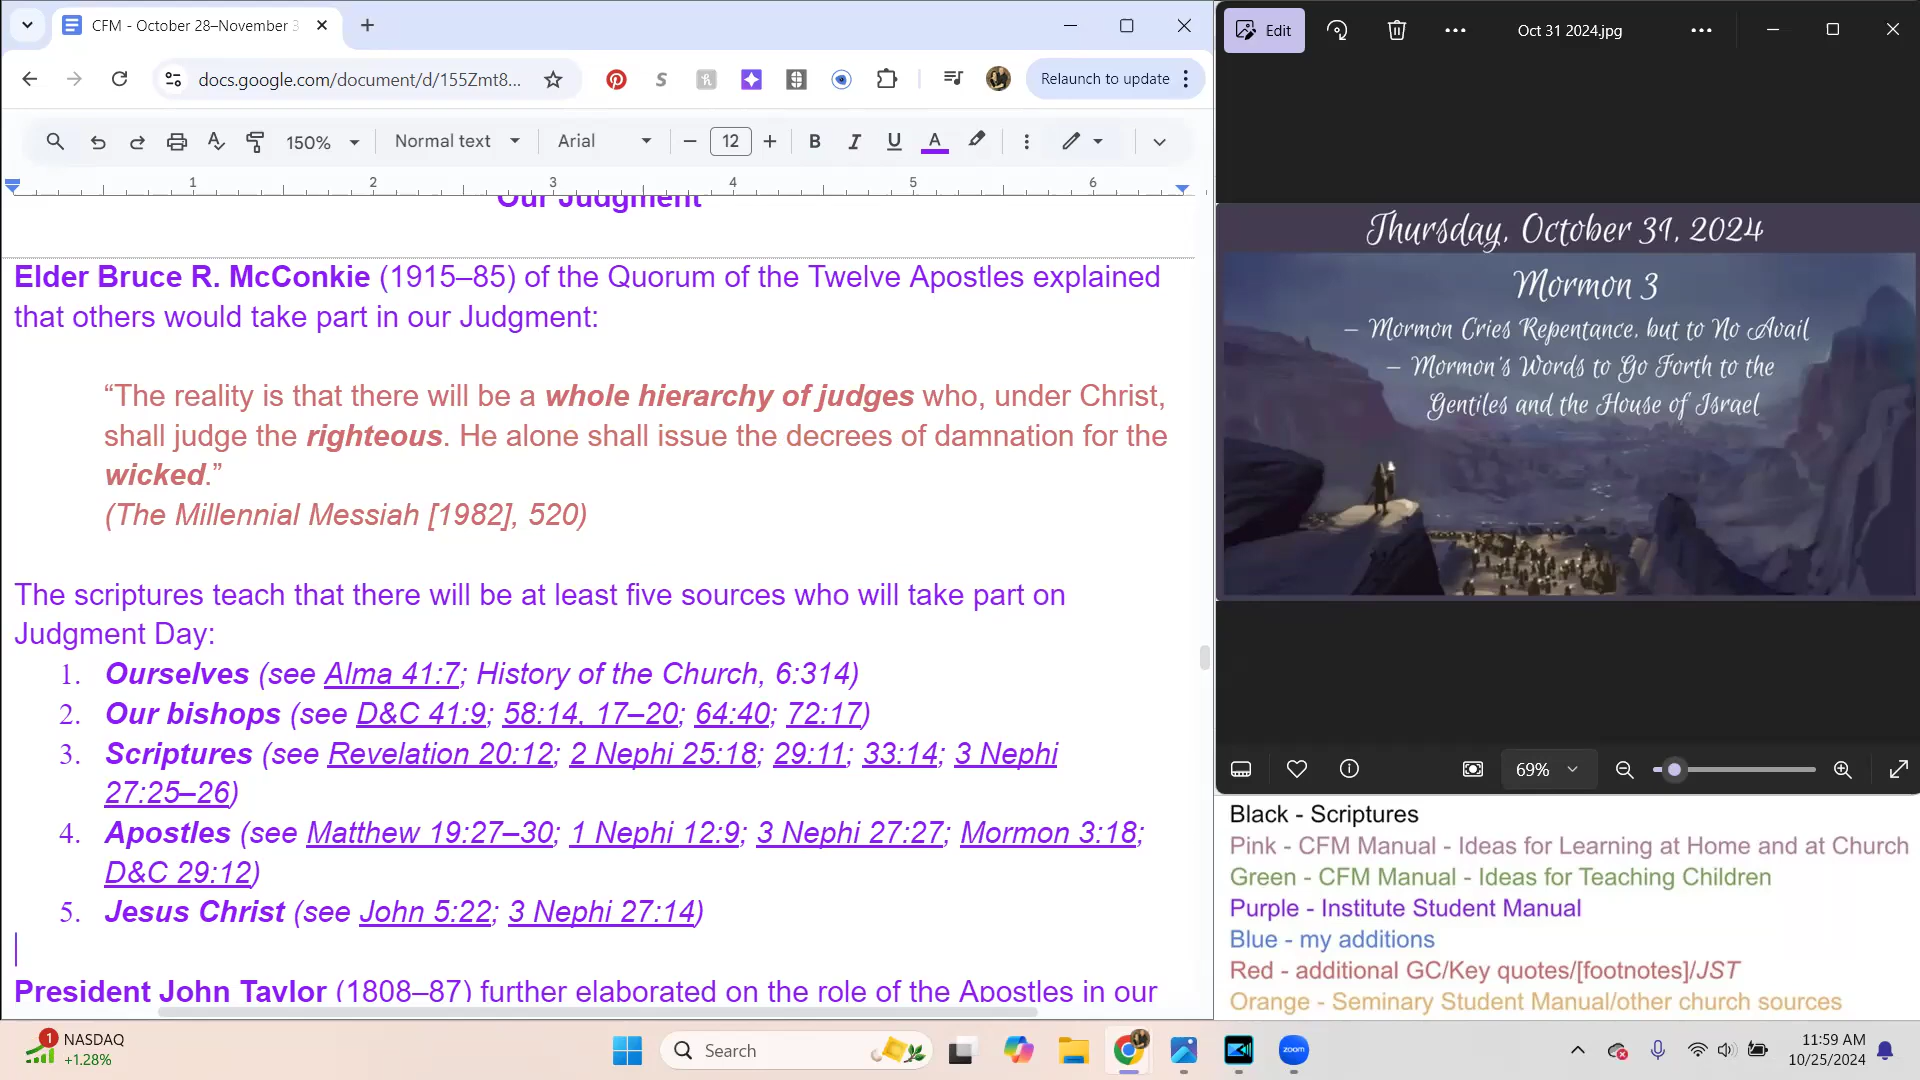 CFM - October 28–November 3
docs.google.com/document/d/155Zmt8...
Relaunch to update
150%
Normal text
Arial
12
1 2 3 4 5 6
Our Judgment
Elder Bruce R. McConkie (1915–85) of the Quorum of the Twelve Apostles explained
that others would take part in our Judgment:
“The reality is that there will be a whole hierarchy of judges who, under Christ,
shall judge the righteous. He alone shall issue the decrees of damnation for the
wicked.”
(The Millennial Messiah [1982], 520)
The scriptures teach that there will be at least five sources who will take part on
Judgment Day:
1. Ourselves (see Alma 41:7; History of the Church, 6:314)
2. Our bishops (see D&C 41:9; 58:14, 17–20; 64:40; 72:17)
3. Scriptures (see Revelation 20:12; 2 Nephi 25:18; 29:11; 33:14; 3 Nephi
27:25–26)
4. Apostles (see Matthew 19:27–30; 1 Nephi 12:9; 3 Nephi 27:27; Mormon 3:18;
D&C 29:12)
5. Jesus Christ (see John 5:22; 3 Nephi 27:14)
President John Taylor (1808–87) further elaborated on the role of the Apostles in our
Edit
Oct 31 2024.jpg
Thursday, October 31, 2024
Mormon 3
– Mormon Cries Repentance, but to No Avail
– Mormon's Words to Go Forth to the
Gentiles and the House of Israel
69%
Black - Scriptures
Pink - CFM Manual - Ideas for Learning at Home and at Church
Green - CFM Manual - Ideas for Teaching Children
Purple - Institute Student Manual
Blue - my additions
Red - additional GC/Key quotes/[footnotes]/JST
Orange - Seminary Student Manual/other church sources
1
NASDAQ
+1.28%
Search
zoom
11:59 AM
10/25/2024